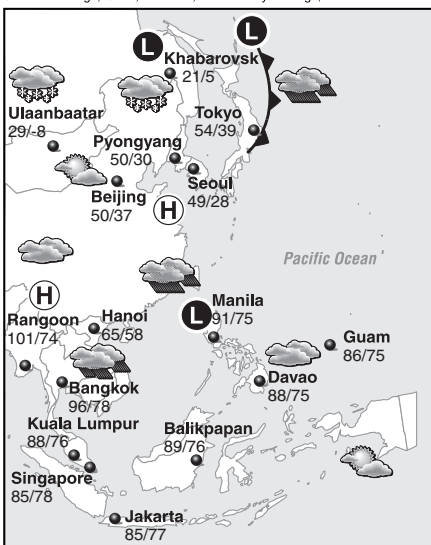 L
L
Khabarovsk
21/5
Ulaanbaatar
29/-8
Tokyo
54/39
Pyongyang
50/30
Seoul
49/28
Beijing
50/37
H
Pacific Ocean
H
Rangoon
101/74
Hanoi
65/58
L
Manila
91/75
Guam
86/75
Bangkok
96/78
Davao
88/75
Kuala Lumpur
88/76
Balikpapan
89/76
Singapore
85/78
Jakarta
85/77